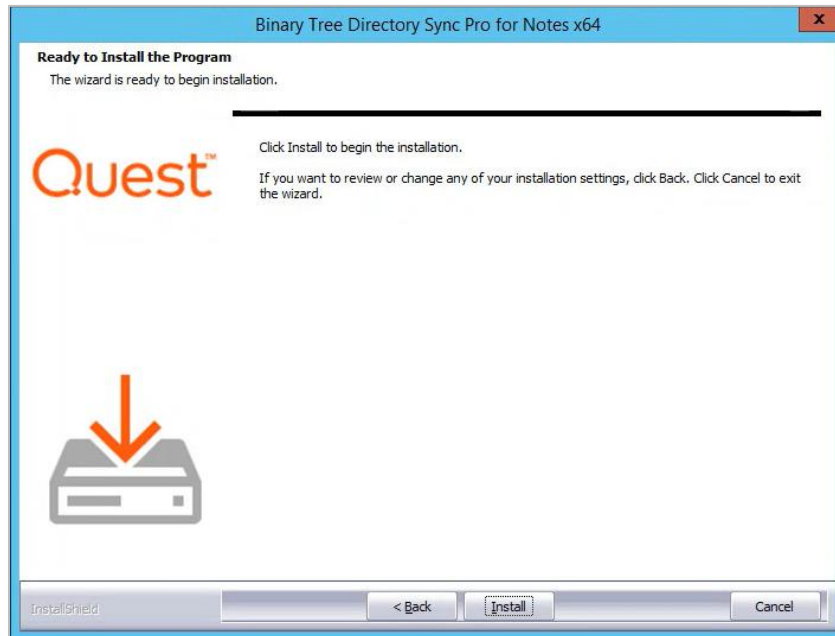 Binary Tree Directory Sync Pro for Notes x64
x
Ready to Install the Program
The wizard is ready to begin installation.
Quest™
Click Install to begin the installation.
If you want to review or change any of your installation settings, click Back. Click Cancel to exit
the wizard.
InstallShield
< Back
Install
Cancel